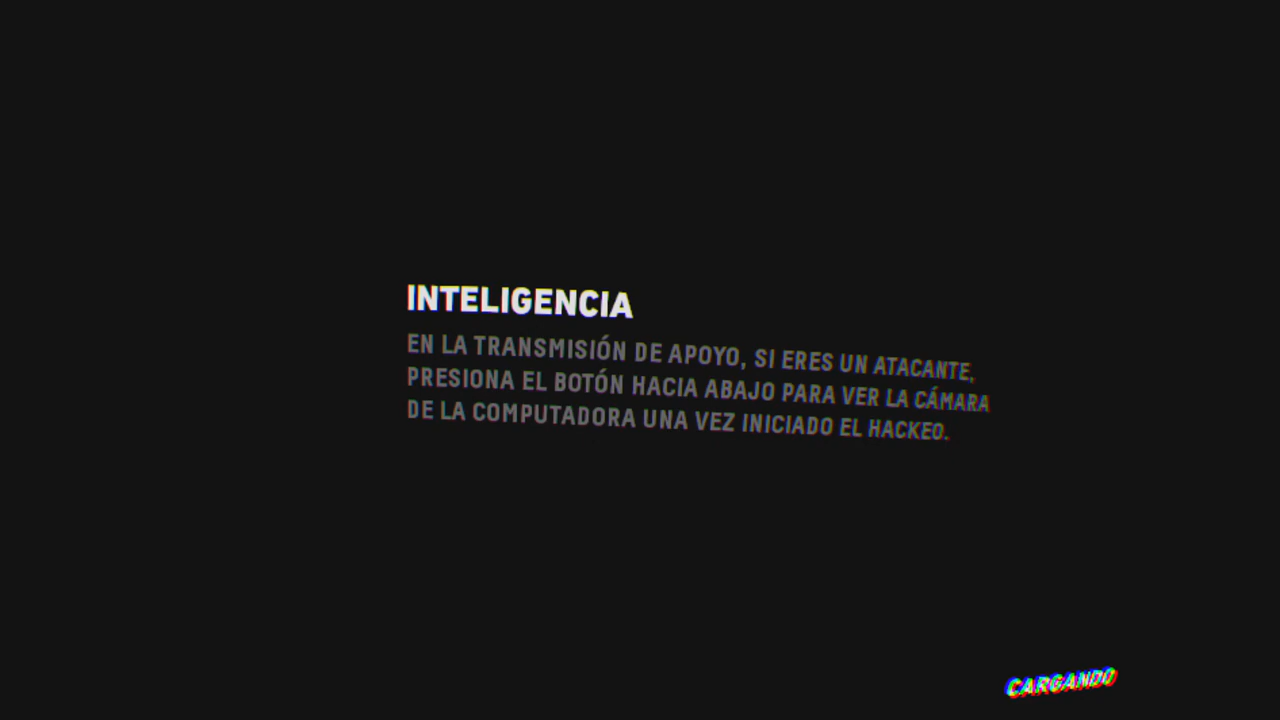 INTELIGENCIA
EN LA TRANSMISIÓN DE APOYO, SI ERES UN ATACANTE,
PRESIONA EL BOTÓN HACIA ABAJO PARA VER LA CÁMARA
DE LA COMPUTADORA UNA VEZ INICIADO EL HACKEO.
CARGANDO